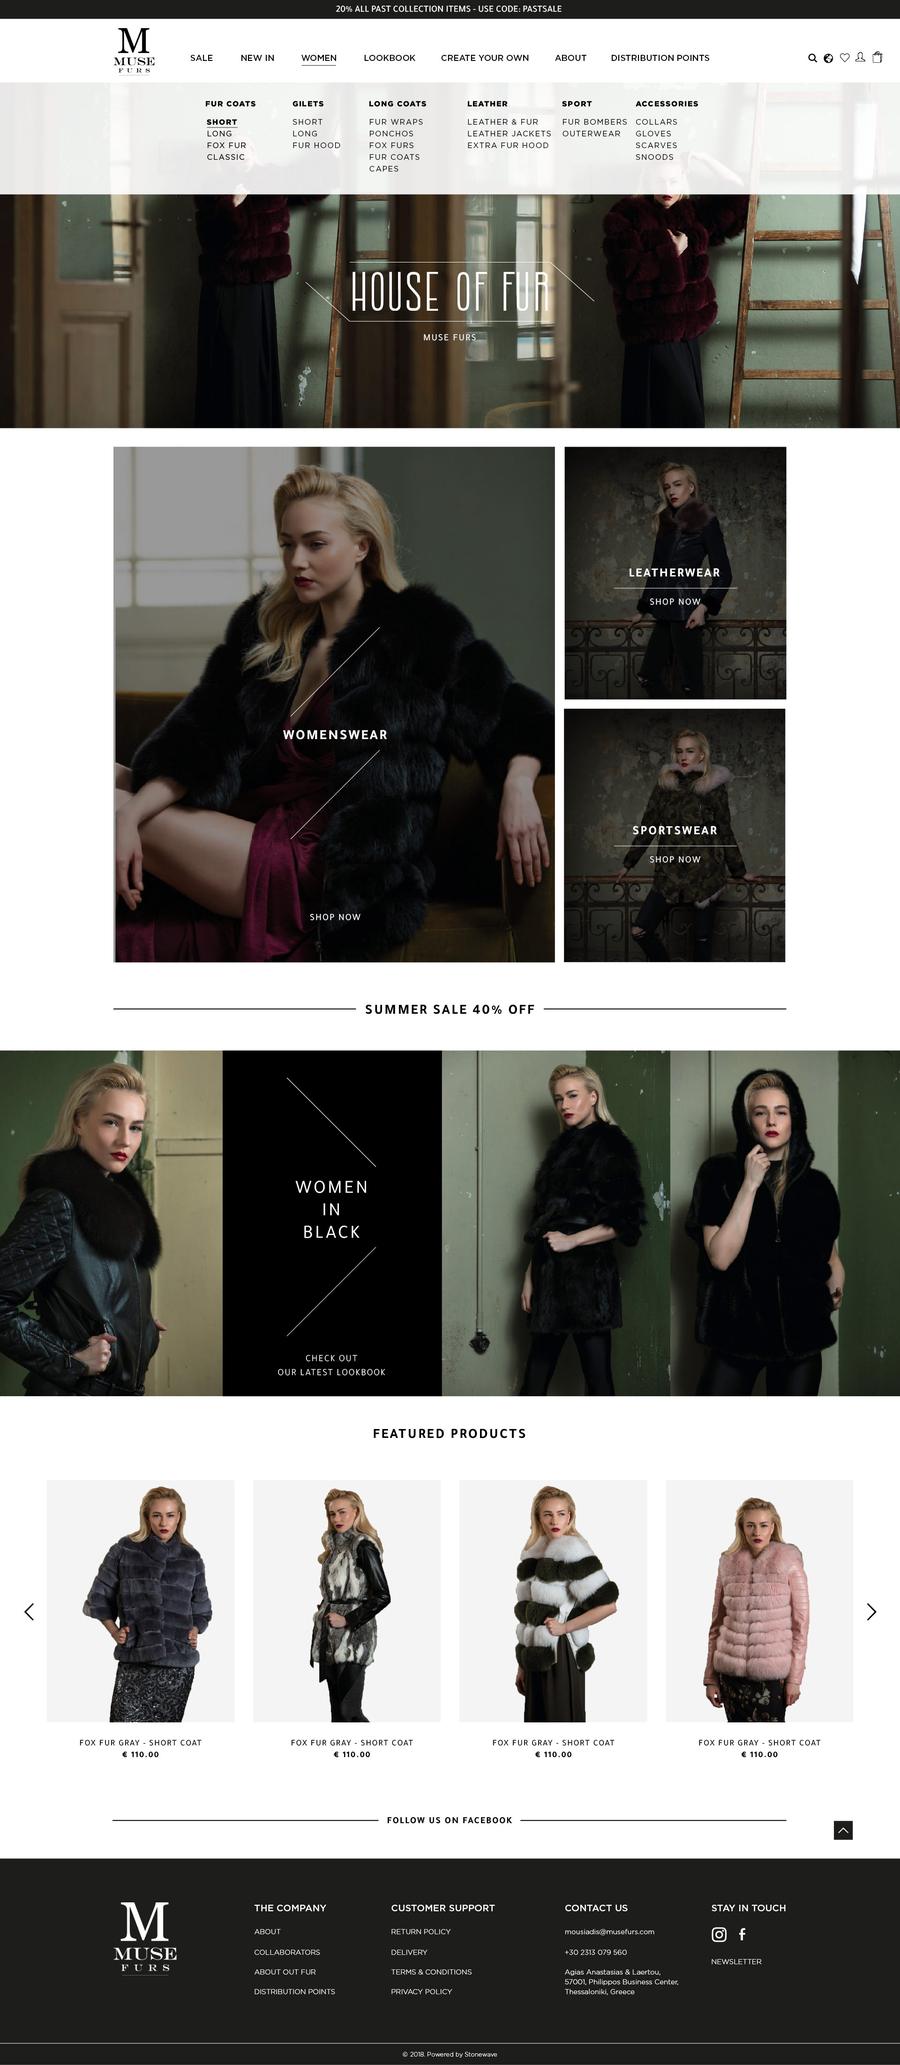 20% ALL PAST COLLECTION ITEMS - USE CODE: PASTSALE
M
MUSE
FURS
SALE NEW IN WOMEN LOOKBOOK CREATE YOUR OWN ABOUT DISTRIBUTION POINTS
FUR COATS
SHORT
LONG
FOX FUR
CLASSIC
GILETS
SHORT
LONG
FUR HOOD
LONG COATS
FUR WRAPS
PONCHOS
FOX FURS
FUR COATS
CAPES
LEATHER
LEATHER & FUR
LEATHER JACKETS
EXTRA FUR HOOD
SPORT
FUR BOMBERS
OUTERWEAR
ACCESSORIES
COLLARS
GLOVES
SCARVES
SNOODS
HOUSE OF FUR
MUSE FURS
WOMENSWEAR
SHOP NOW
LEATHERWEAR
SHOP NOW
SPORTSWEAR
SHOP NOW
SUMMER SALE 40% OFF
WOMEN
IN
BLACK
CHECK OUT
OUR LATEST LOOKBOOK
FEATURED PRODUCTS
FOX FUR GRAY - SHORT COAT
€ 110.00
FOX FUR GRAY - SHORT COAT
€ 110.00
FOX FUR GRAY - SHORT COAT
€ 110.00
FOX FUR GRAY - SHORT COAT
€ 110.00
FOLLOW US ON FACEBOOK
M
MUSE
FURS
THE COMPANY
ABOUT
COLLABORATORS
ABOUT OUT FUR
DISTRIBUTION POINTS
CUSTOMER SUPPORT
RETURN POLICY
DELIVERY
TERMS & CONDITIONS
PRIVACY POLICY
CONTACT US
mousiadis@musefurs.com
+30 2313 079 560
Agias Anastasias & Laertou,
57001, Philippos Business Center,
Thessaloniki, Greece
STAY IN TOUCH
NEWSLETTER
© 2018. Powered by Stonewave